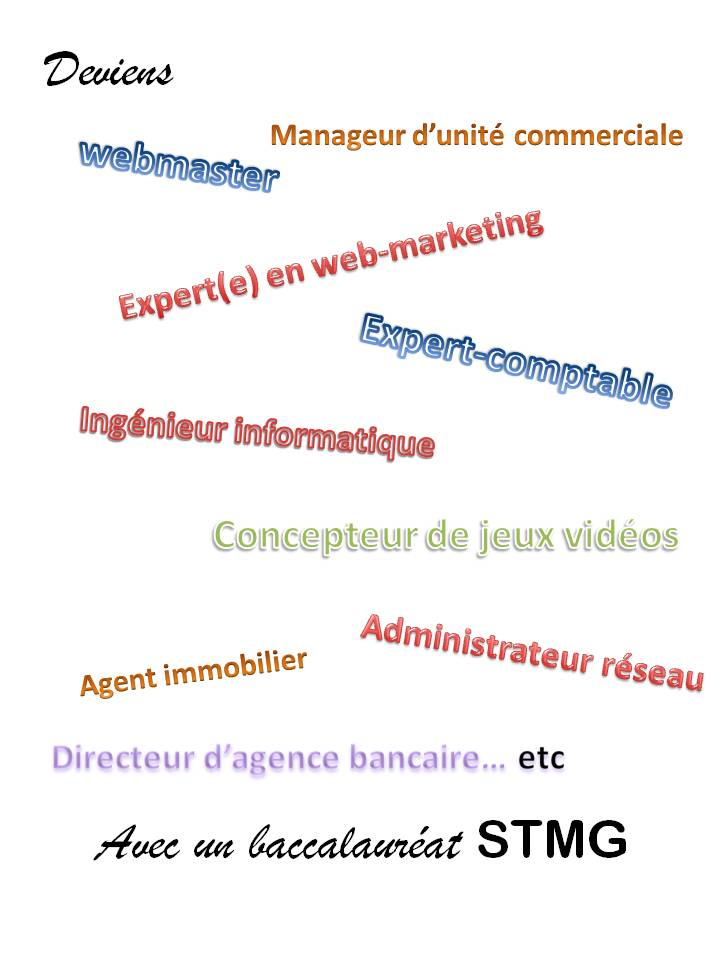 Deviens
Manageur d’unité commerciale
webmaster
Expert(e) en web-marketing
Expert-comptable
Ingénieur informatique
Concepteur de jeux vidéos
Administrateur réseau
Agent immobilier
Directeur d’agence bancaire... etc
Avec un baccalauréat STMG